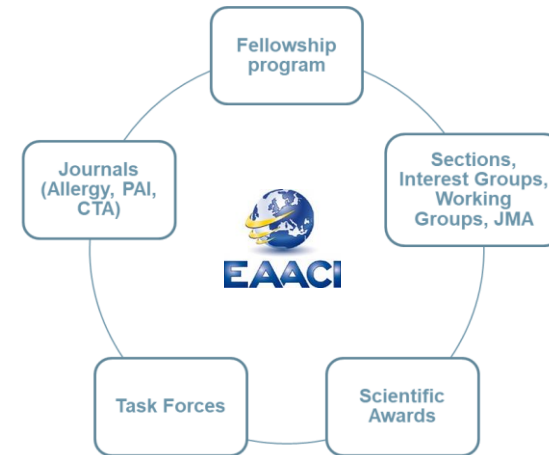 Fellowship
program
Sections,
Interest Groups,
Working
Groups, JMA
Scientific
Awards
Task Forces
Journals
(Allergy, PAI,
CTA)
EAACI